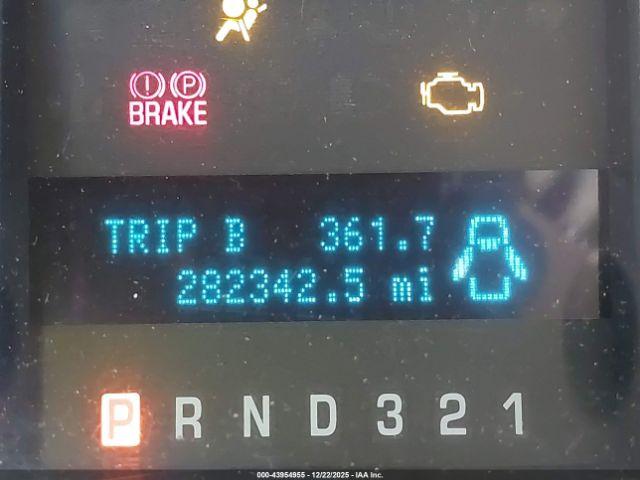 (!) (P)
BRAKE
TRIP B 361.7
282342.5 mi
P R N D 3 2 1
000-43954955 - 12/22/2025 - IAA Inc.